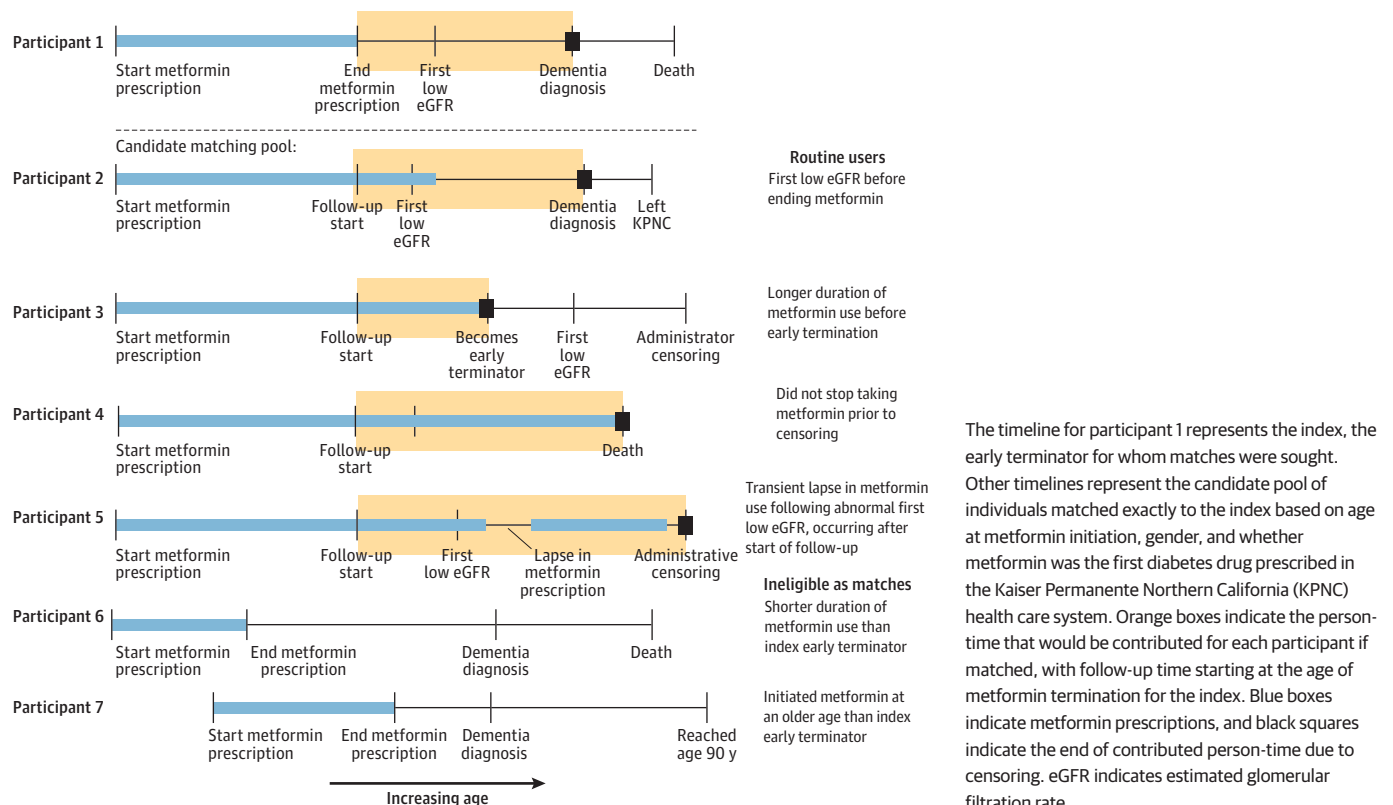 Participant 1
Start metformin
prescription
End
metformin
prescription
First
low
eGFR
Dementia
diagnosis
Death
Candidate matching pool:
Participant 2
Start metformin
prescription
Follow-up
start
First
low
eGFR
Dementia
diagnosis
Left
KPNC
Routine users
First low eGFR before
ending metformin
Participant 3
Start metformin
prescription
Follow-up
start
Becomes
early
terminator
First
low
eGFR
Administrator
censoring
Longer duration of
metformin use before
early termination
Participant 4
Start metformin
prescription
Follow-up
start
Death
Did not stop taking
metformin prior to
censoring
Participant 5
Start metformin
prescription
Follow-up
start
First
low eGFR
Lapse in
metformin
prescription
Administrative
censoring
Transient lapse in metformin
use following abnormal first
low eGFR, occurring after
start of follow-up
Ineligible as matches
Participant 6
Start metformin
prescription
End metformin
prescription
Dementia
diagnosis
Death
Shorter duration of
metformin use than
index early terminator
Participant 7
Start metformin
prescription
End metformin
prescription
Dementia
diagnosis
Reached
age 90 y
Initiated metformin at
an older age than index
early terminator
Increasing age
The timeline for participant 1 represents the index, the
early terminator for whom matches were sought.
Other timelines represent the candidate pool of
individuals matched exactly to the index based on age
at metformin initiation, gender, and whether
metformin was the first diabetes drug prescribed in
the Kaiser Permanente Northern California (KPNC)
health care system. Orange boxes indicate the person-
time that would be contributed for each participant if
matched, with follow-up time starting at the age of
metformin termination for the index. Blue boxes
indicate metformin prescriptions, and black squares
indicate the end of contributed person-time due to
censoring. eGFR indicates estimated glomerular
filtration rate